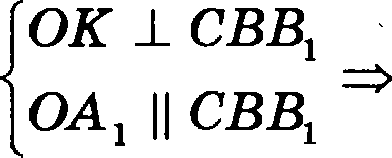 {OK ⊥ CBB₁
OA₁ || CBB₁ ⇒